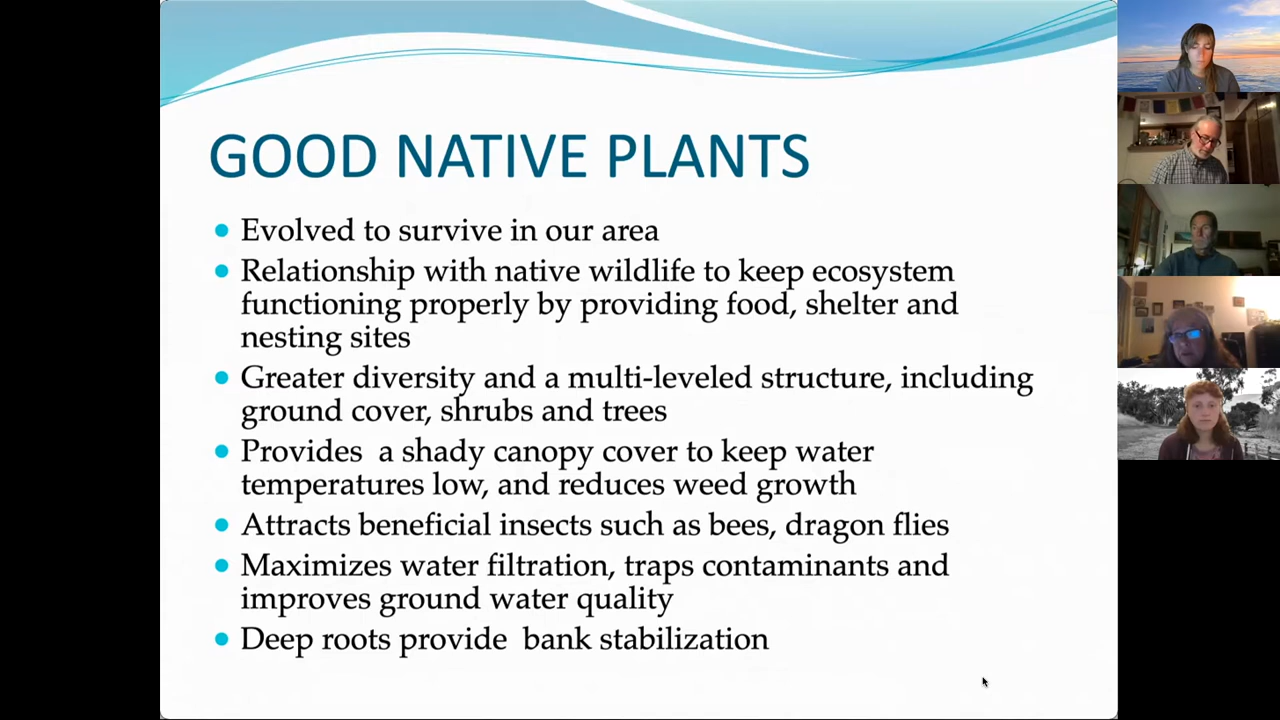 GOOD NATIVE PLANTS
Evolved to survive in our area
Relationship with native wildlife to keep ecosystem
functioning properly by providing food, shelter and
nesting sites
Greater diversity and a multi-leveled structure, including
ground cover, shrubs and trees
Provides  a shady canopy cover to keep water
temperatures low, and reduces weed growth
Attracts beneficial insects such as bees, dragon flies
Maximizes water filtration, traps contaminants and
improves ground water quality
Deep roots provide  bank stabilization